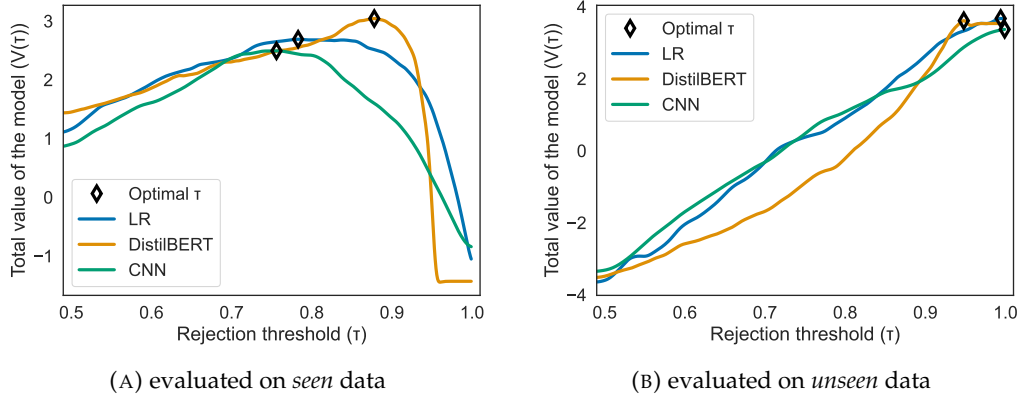 Total value of the model (V(τ))
3
2
1
0
−1
Optimal τ
LR
DistilBERT
CNN
0.5 0.6 0.7 0.8 0.9 1.0
Rejection threshold (τ)
(A) evaluated on seen data
Total value of the model (V(τ))
4
2
0
−2
−4
Optimal τ
LR
DistilBERT
CNN
0.5 0.6 0.7 0.8 0.9 1.0
Rejection threshold (τ)
(B) evaluated on unseen data